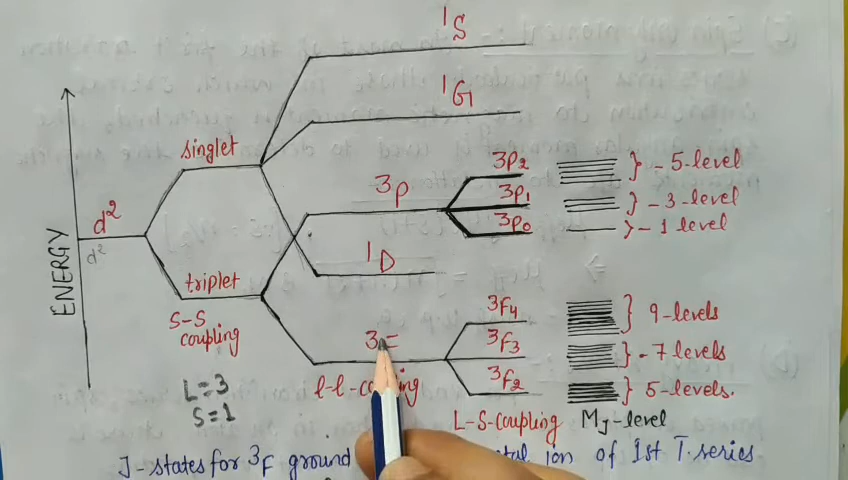 ¹S
¹G
singlet
³P₂
} - 5-level
³P
³P₁
} - 3-level
d²
³P₀
} - 1 level
d²
¹D
ENERGY
triplet
³F₄
} 9-levels
S-S
coupling
³F₃
} - 7 levels
L=3
³F₂
} 5-levels.
S=1
L-S-coupling
MJ-level
J-states for ³F ground
ion of 1st T. series